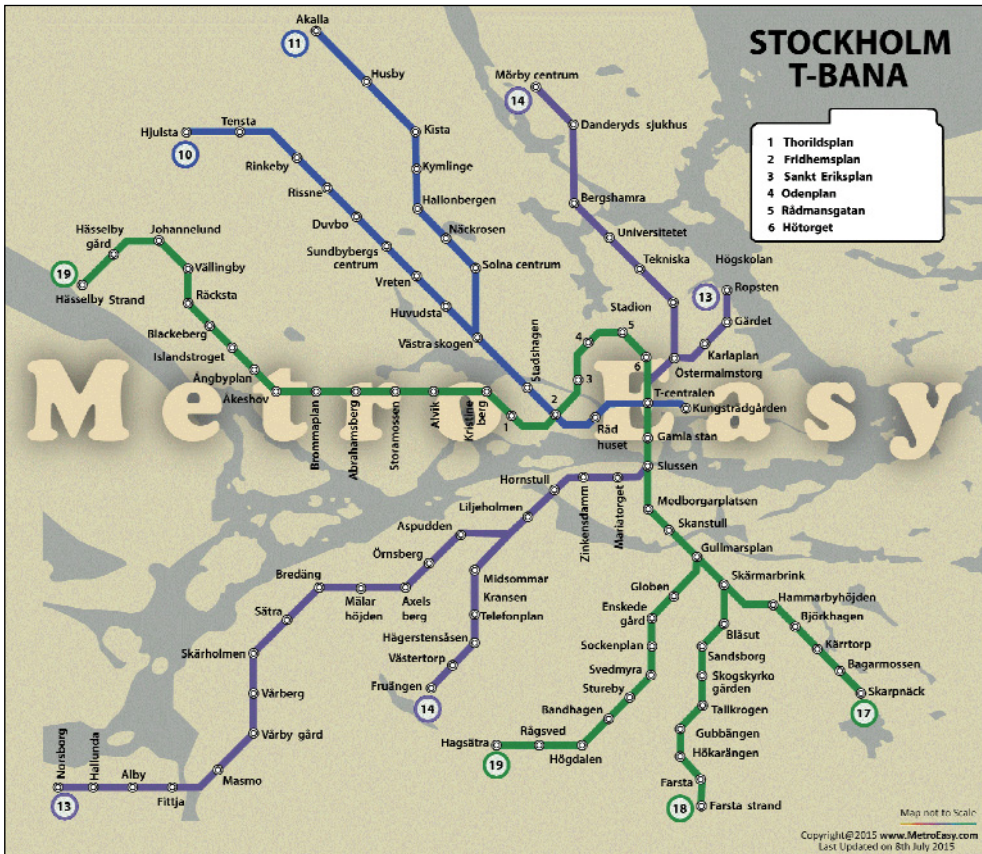 STOCKHOLM
T-BANA
1 Thorildsplan
2 Fridhemsplan
3 Sankt Eriksplan
4 Odenplan
5 Rådmansgatan
6 Hötorget
Akalla
11
Husby
Kista
Kymlinge
Hallonbergen
Näckrosen
Solna centrum
Hjulsta
10
Tensta
Rinkeby
Rissne
Duvbo
Sundbybergs
centrum
Vreten
Huvudsta
Västra skogen
Stadshagen
Mörby centrum
14
Danderyds sjukhus
Bergshamra
Universitetet
Tekniska
Högskolan
Stadion
13
Ropsten
Gärdet
Karlaplan
Östermalmstorg
Hässelby
gård
Johannelund
19
Hässelby Strand
Vällingby
Räcksta
Blackeberg
Islandstroget
Ängbyplan
Åkeshov
Brommaplan
Abrahamsberg
Storamossen
Alvik
Kristine
berg
1
2
3
4
5
6
Råd
huset
T-centralen
Kungsträdgården
Metro Easy
Gamla stan
Slussen
Medborgarplatsen
Skanstull
Gullmarsplan
Skärmarbrink
Hammarbyhöjden
Björkhagen
Kärrtorp
Bagarmossen
Skarpnäck
17
Mariatorget
Zinkensdamm
Hornstull
Liljeholmen
Aspudden
Örnsberg
Axels
berg
Mälar
höjden
Bredäng
Sätra
Skärholmen
Vårberg
Vårby gård
Masmo
Fittja
Alby
Hallunda
Norsborg
13
Midsommar
Kransen
Telefonplan
Hägerstensåsen
Västertorp
Fruängen
14
Globen
Enskede
gård
Sockenplan
Svedmyra
Stureby
Bandhagen
Högdalen
Rågsved
Hagsätra
19
Blåsut
Sandsborg
Skogskyrko
gården
Tallkrogen
Gubbängen
Hökarängen
Farsta
Farsta strand
18
Map not to Scale
Copyright@2015 www.MetroEasy.com
Last Updated on 8th July 2015